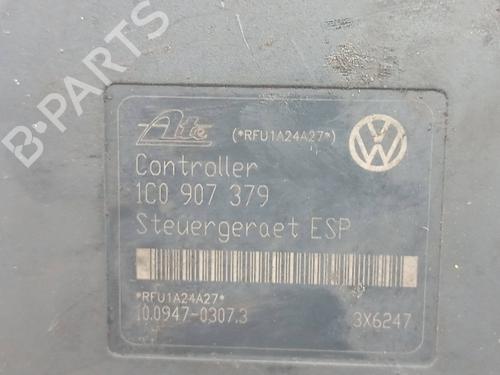 B-PARTS
Ate (*RFU1A24A27*)
Controller
1C0 907 379
Steuergeraet ESP
*RFU1A24A27*
10.0947-0307.3 3X6247